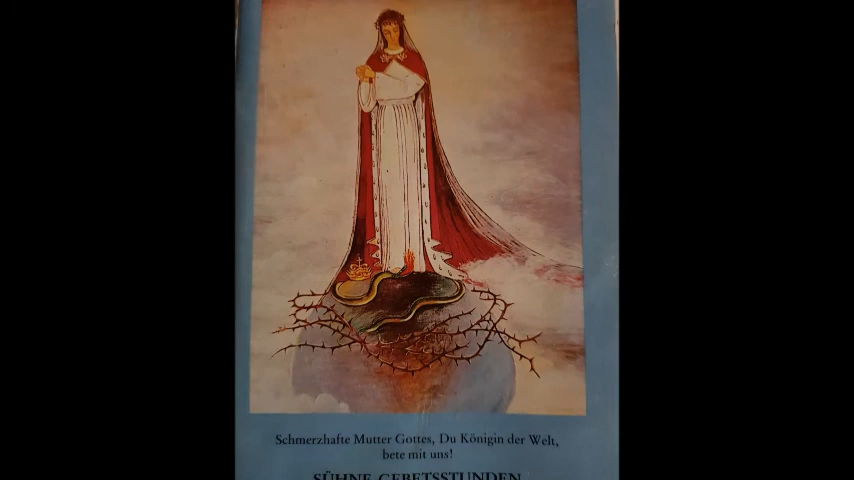 Schmerzhafte Mutter Gottes, Du Königin der Welt,
bete mit uns!
SÜHNE-GEBETSSTUNDEN